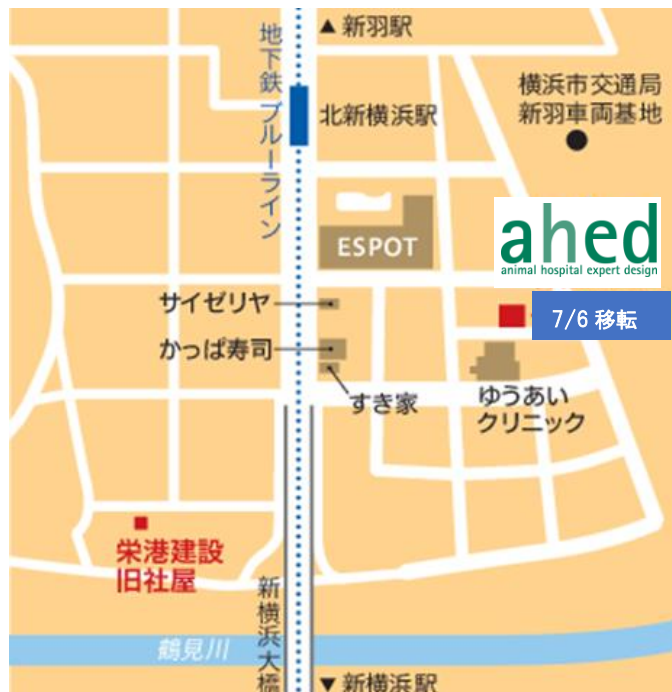 ▲ 新羽駅
地下鉄 ブルーライン
北新横浜駅
横浜市交通局
新羽車両基地
ESPOT
ahed
animal hospital expert design
サイゼリヤ
7/6 移転
かっぱ寿司
すき家
ゆうあい
クリニック
栄港建設
旧社屋
新横浜大橋
鶴見川
▼ 新横浜駅